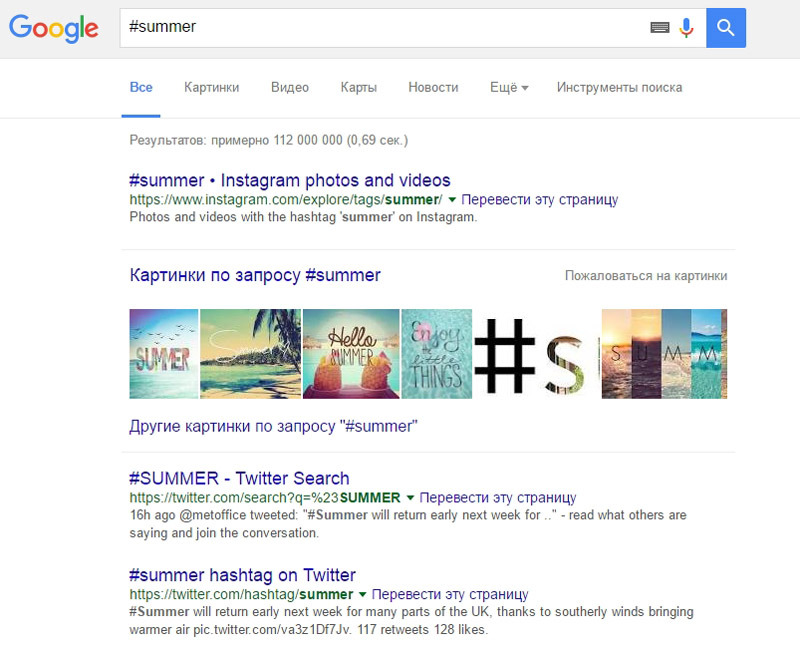 Google
#summer
Все Картинки Видео Карты Новости Ещё Инструменты поиска
Результатов: примерно 112 000 000 (0,69 сек.)
#summer • Instagram photos and videos
https://www.instagram.com/explore/tags/summer/ Перевести эту страницу
Photos and videos with the hashtag 'summer' on Instagram.
Картинки по запросу #summer Пожаловаться на картинки
SUMMER
Hello
SUMMER
Enjoy
the
little
THINGS
#S
SUMM
Другие картинки по запросу "#summer"
#SUMMER - Twitter Search
https://twitter.com/search?q=%23SUMMER Перевести эту страницу
16h ago @metoffice tweeted: "#Summer will return early next week for .." - read what others are
saying and join the conversation.
#summer hashtag on Twitter
https://twitter.com/hashtag/summer Перевести эту страницу
#Summer will return early next week for many parts of the UK, thanks to southerly winds bringing
warmer air pic.twitter.com/va3z1Df7Jv. 117 retweets 128 likes.